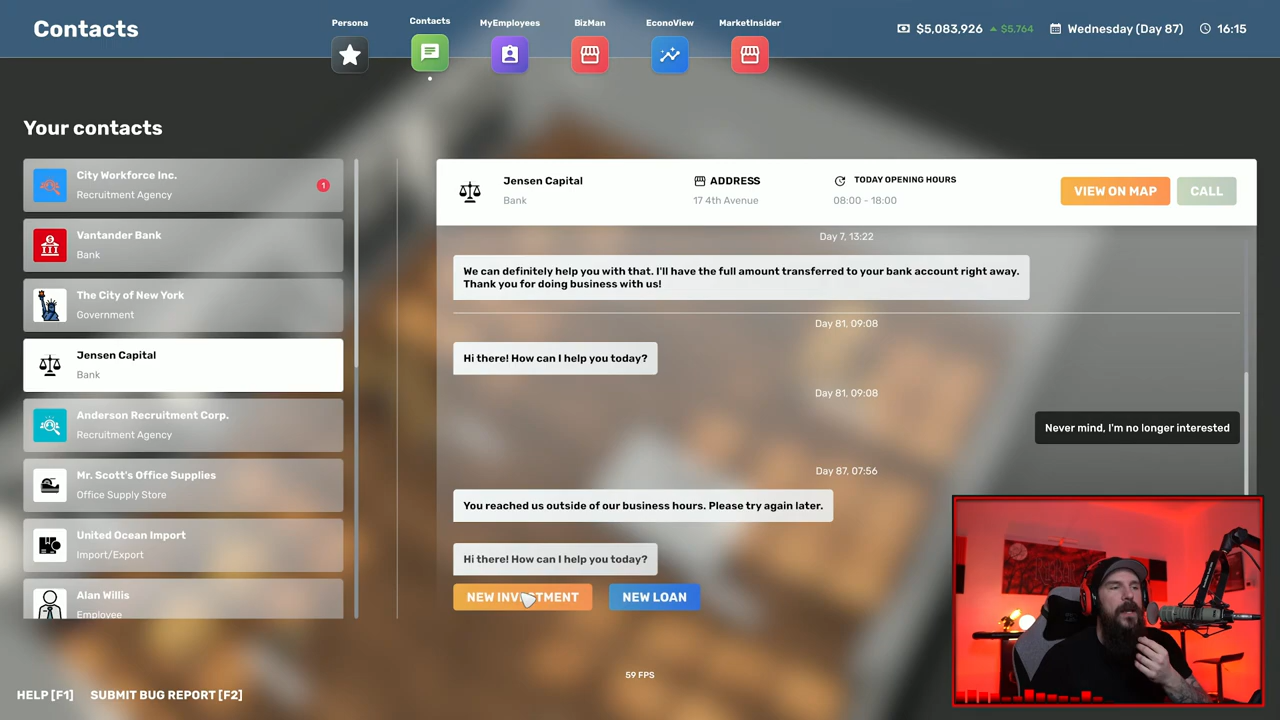 Contacts
Persona
Contacts
MyEmployees
BizMan
EconoView
MarketInsider
$5,083,926 $5.764
Wednesday (Day 87)
16:15
Your contacts
City Workforce Inc.
Recruitment Agency
1
Vantander Bank
Bank
The City of New York
Government
Jensen Capital
Bank
Anderson Recruitment Corp.
Recruitment Agency
Mr. Scott's Office Supplies
Office Supply Store
United Ocean Import
Import/Export
Alan Willis
Employee
Jensen Capital
Bank
ADDRESS
17 4th Avenue
TODAY OPENING HOURS
08:00 - 18:00
VIEW ON MAP
CALL
Day 7, 13:22
We can definitely help you with that. I'll have the full amount transferred to your bank account right away.
Thank you for doing business with us!
Day 81, 09:08
Hi there! How can I help you today?
Day 81, 09:08
Never mind, I'm no longer interested
Day 87, 07:56
You reached us outside of our business hours. Please try again later.
Hi there! How can I help you today?
NEW INVESTMENT
NEW LOAN
59 FPS
HELP [F1]
SUBMIT BUG REPORT [F2]